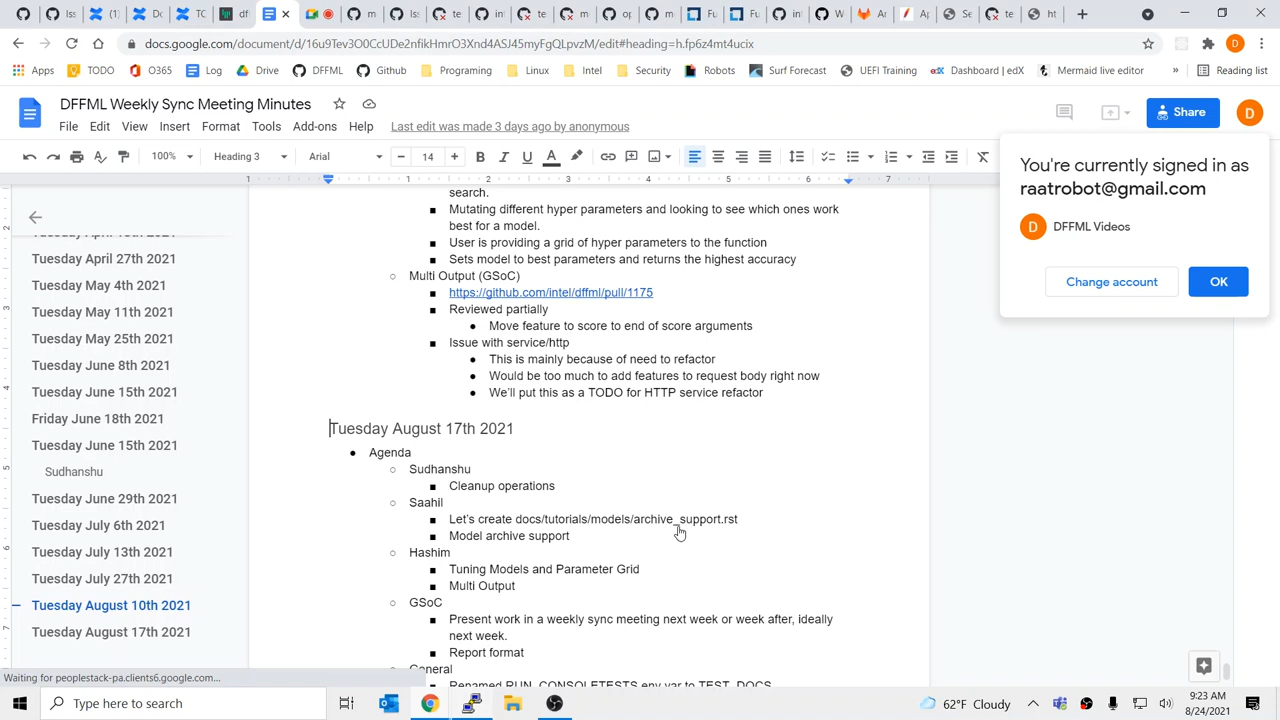 docs.google.com/document/d/16u9Tev3O0CcUDe2nfikHmrO3XnJ4ASJ45myFgQLpvzM/edit#heading=h.fp6z4mt4ucix
Apps TODO O365 Log Drive DFFML Github Programing Linux Intel Security Robots Surf Forecast UEFI Training Dashboard | edX Mermaid live editor » Reading list
DFFML Weekly Sync Meeting Minutes
File Edit View Insert Format Tools Add-ons Help Last edit was made 3 days ago by anonymous
Share
D
100% Heading 3 Arial 14
You're currently signed in as
raatrobot@gmail.com
D DFFML Videos
Change account OK
Tuesday April 27th 2021
Tuesday May 4th 2021
Tuesday May 11th 2021
Tuesday May 25th 2021
Tuesday June 8th 2021
Tuesday June 15th 2021
Friday June 18th 2021
Tuesday June 15th 2021
Sudhanshu
Tuesday June 29th 2021
Tuesday July 6th 2021
Tuesday July 13th 2021
Tuesday July 27th 2021
Tuesday August 10th 2021
Tuesday August 17th 2021
search.
Mutating different hyper parameters and looking to see which ones work
best for a model.
User is providing a grid of hyper parameters to the function
Sets model to best parameters and returns the highest accuracy
Multi Output (GSoC)
https://github.com/intel/dffml/pull/1175
Reviewed partially
Move feature to score to end of score arguments
Issue with service/http
This is mainly because of need to refactor
Would be too much to add features to request body right now
We'll put this as a TODO for HTTP service refactor
Tuesday August 17th 2021
Agenda
Sudhanshu
Cleanup operations
Saahil
Let's create docs/tutorials/models/archive_support.rst
Model archive support
Hashim
Tuning Models and Parameter Grid
Multi Output
GSoC
Present work in a weekly sync meeting next week or week after, ideally
next week.
Report format
General
Renamed RUN_CONSOLETESTS env var to TEST_DOCS
Waiting for peoplestack-pa.clients6.google.com...
Type here to search
62°F Cloudy
9:23 AM
8/24/2021